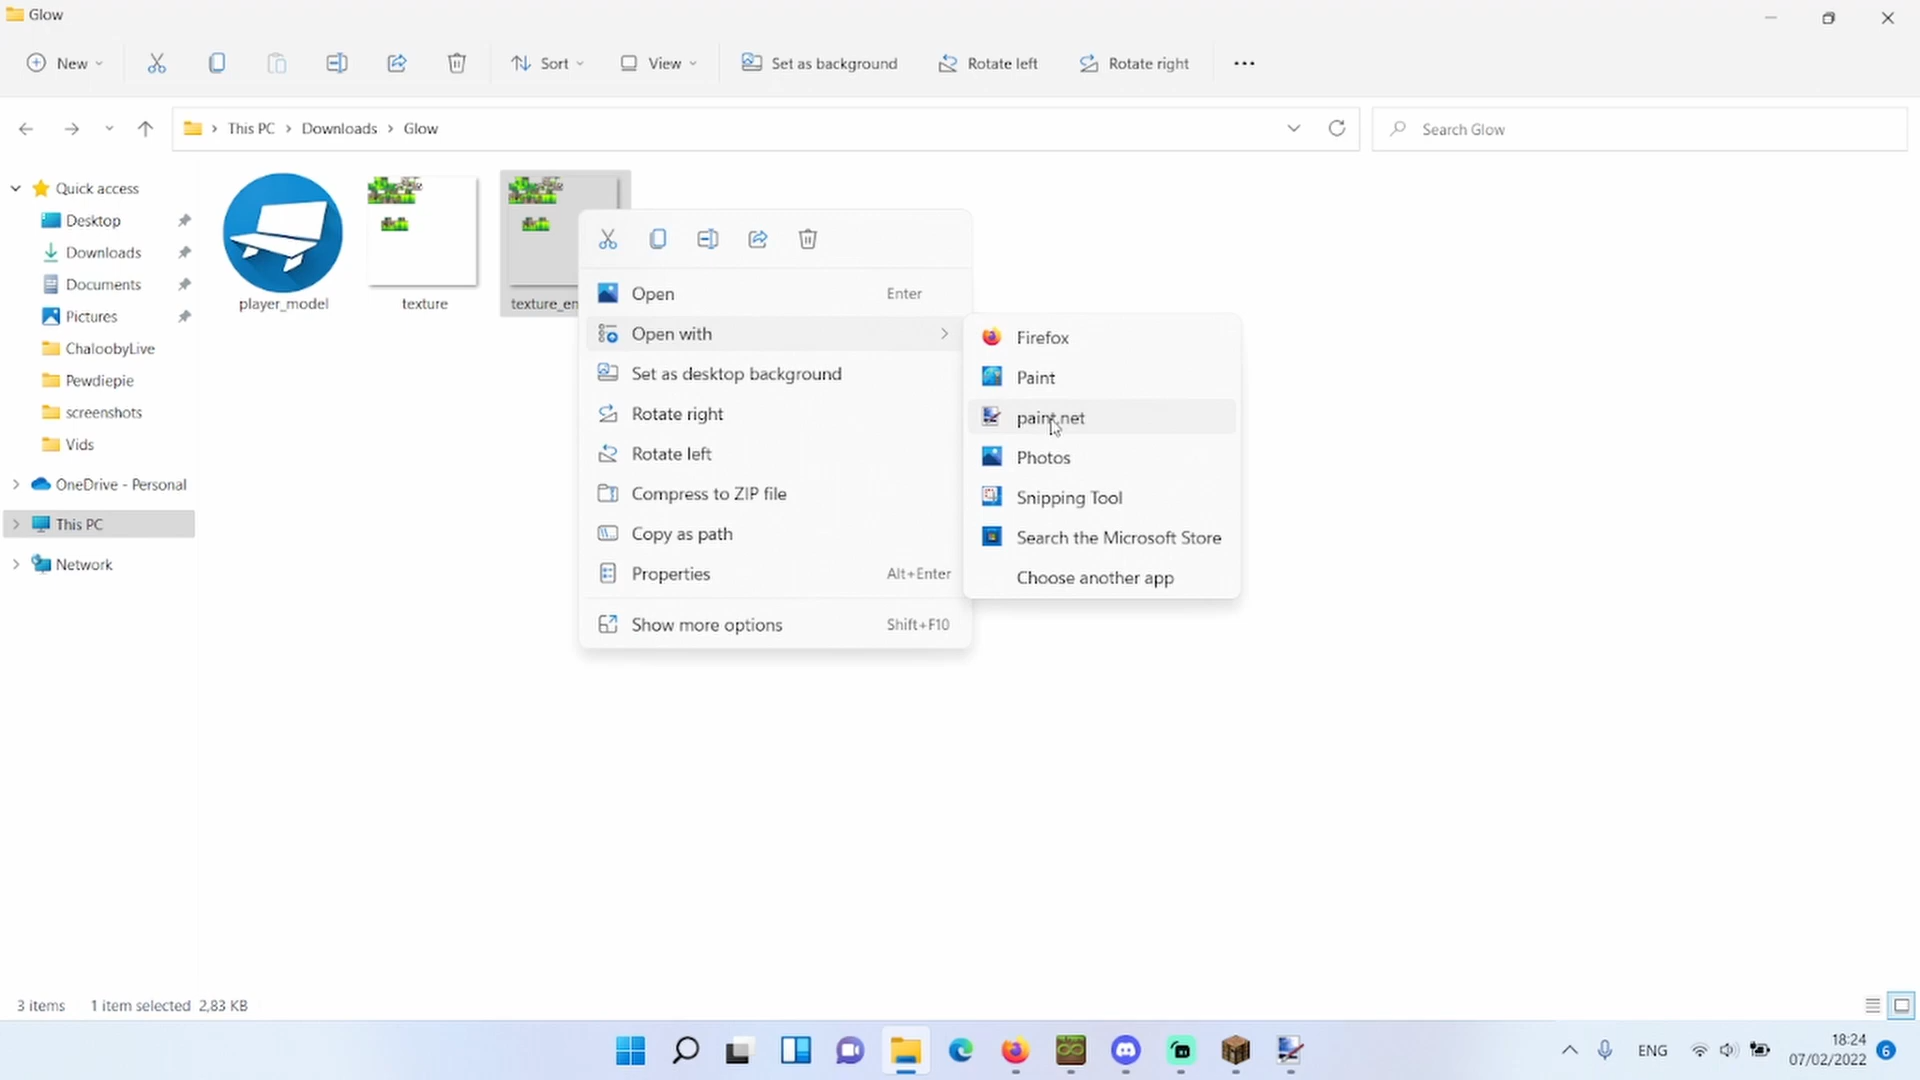 Glow
New
Sort
View
Set as background
Rotate left
Rotate right
This PC
Downloads
Glow
Search Glow
Quick access
Desktop
Downloads
Documents
Pictures
ChaloobyLive
Pewdiepie
screenshots
Vids
OneDrive - Personal
This PC
Network
player_model
texture
texture_en
Open Enter
Open with
Set as desktop background
Rotate right
Rotate left
Compress to ZIP file
Copy as path
Properties Alt+Enter
Show more options Shift+F10
Firefox
Paint
paint.net
Photos
Snipping Tool
Search the Microsoft Store
Choose another app
3 items 1 item selected 2,83 KB
ENG
18:24
07/02/2022
6